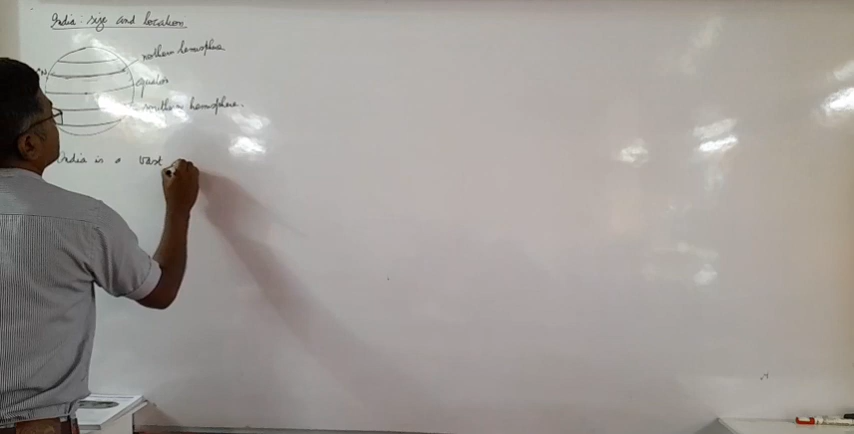 India : size and location
northern hemisphere
°N
equator
southern hemisphere.
India is a vast